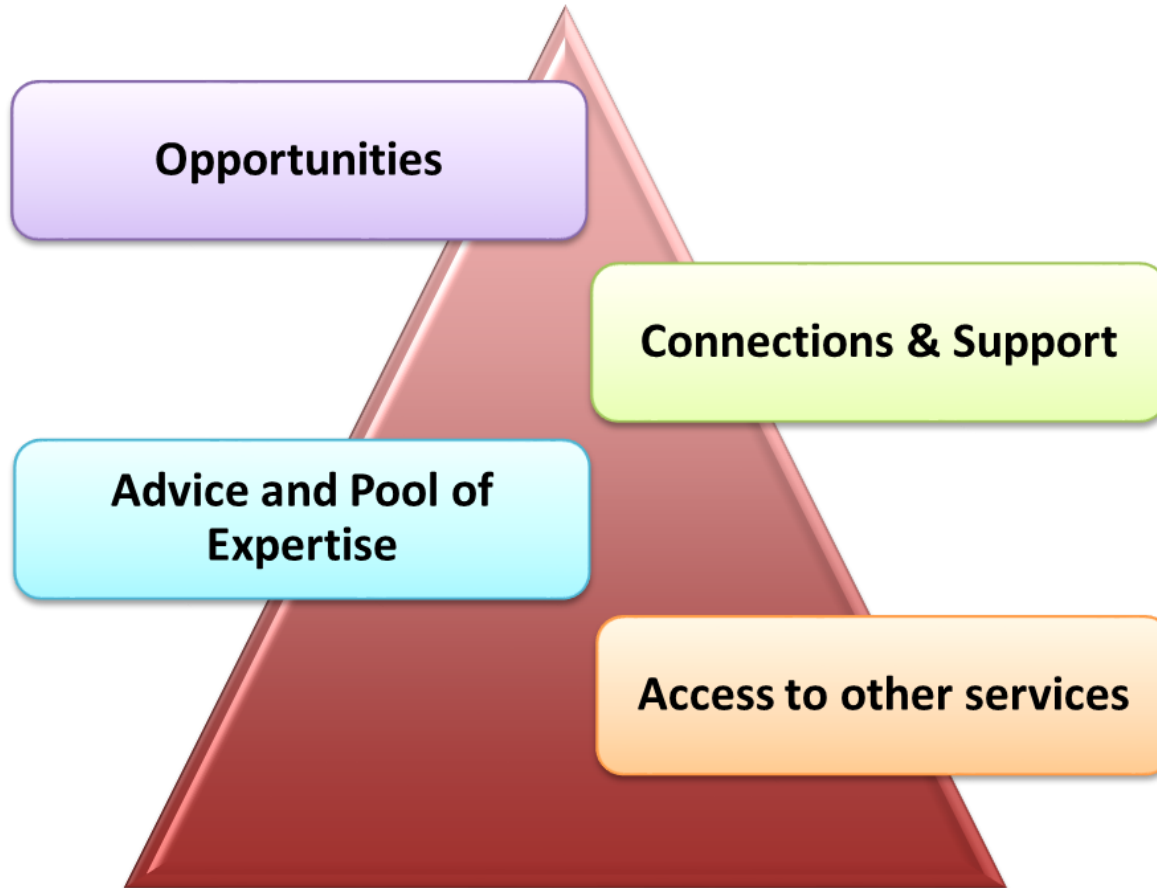 Opportunities
Connections & Support
Advice and Pool of
Expertise
Access to other services